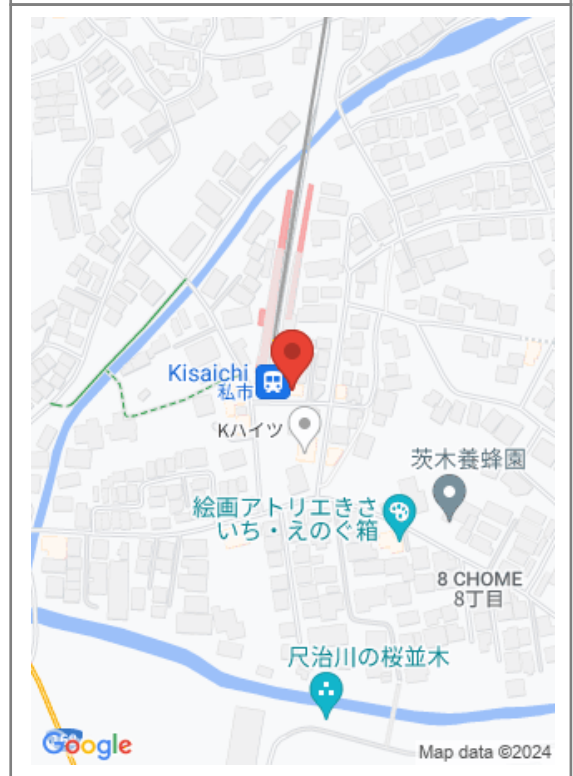 Kisaichi
私市
Kハイツ
茨木養蜂園
絵画アトリエきさ
いち・えのぐ箱
8 CHOME
8丁目
尺治川の桜並木
Google
Map data ©2024